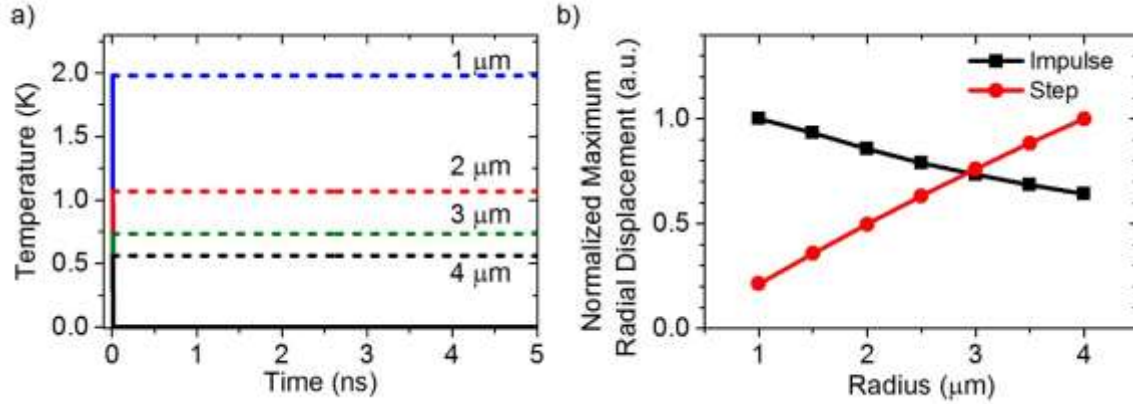 a)
Temperature (K)
2.0
1.5
1.0
0.5
0.0
1 μm
2 μm
3 μm
4 μm
0 1 2 3 4 5
Time (ns)
b)
Normalized Maximum
Radial Displacement (a.u.)
1.0
0.5
0.0
Impulse
Step
1 2 3 4
Radius (μm)